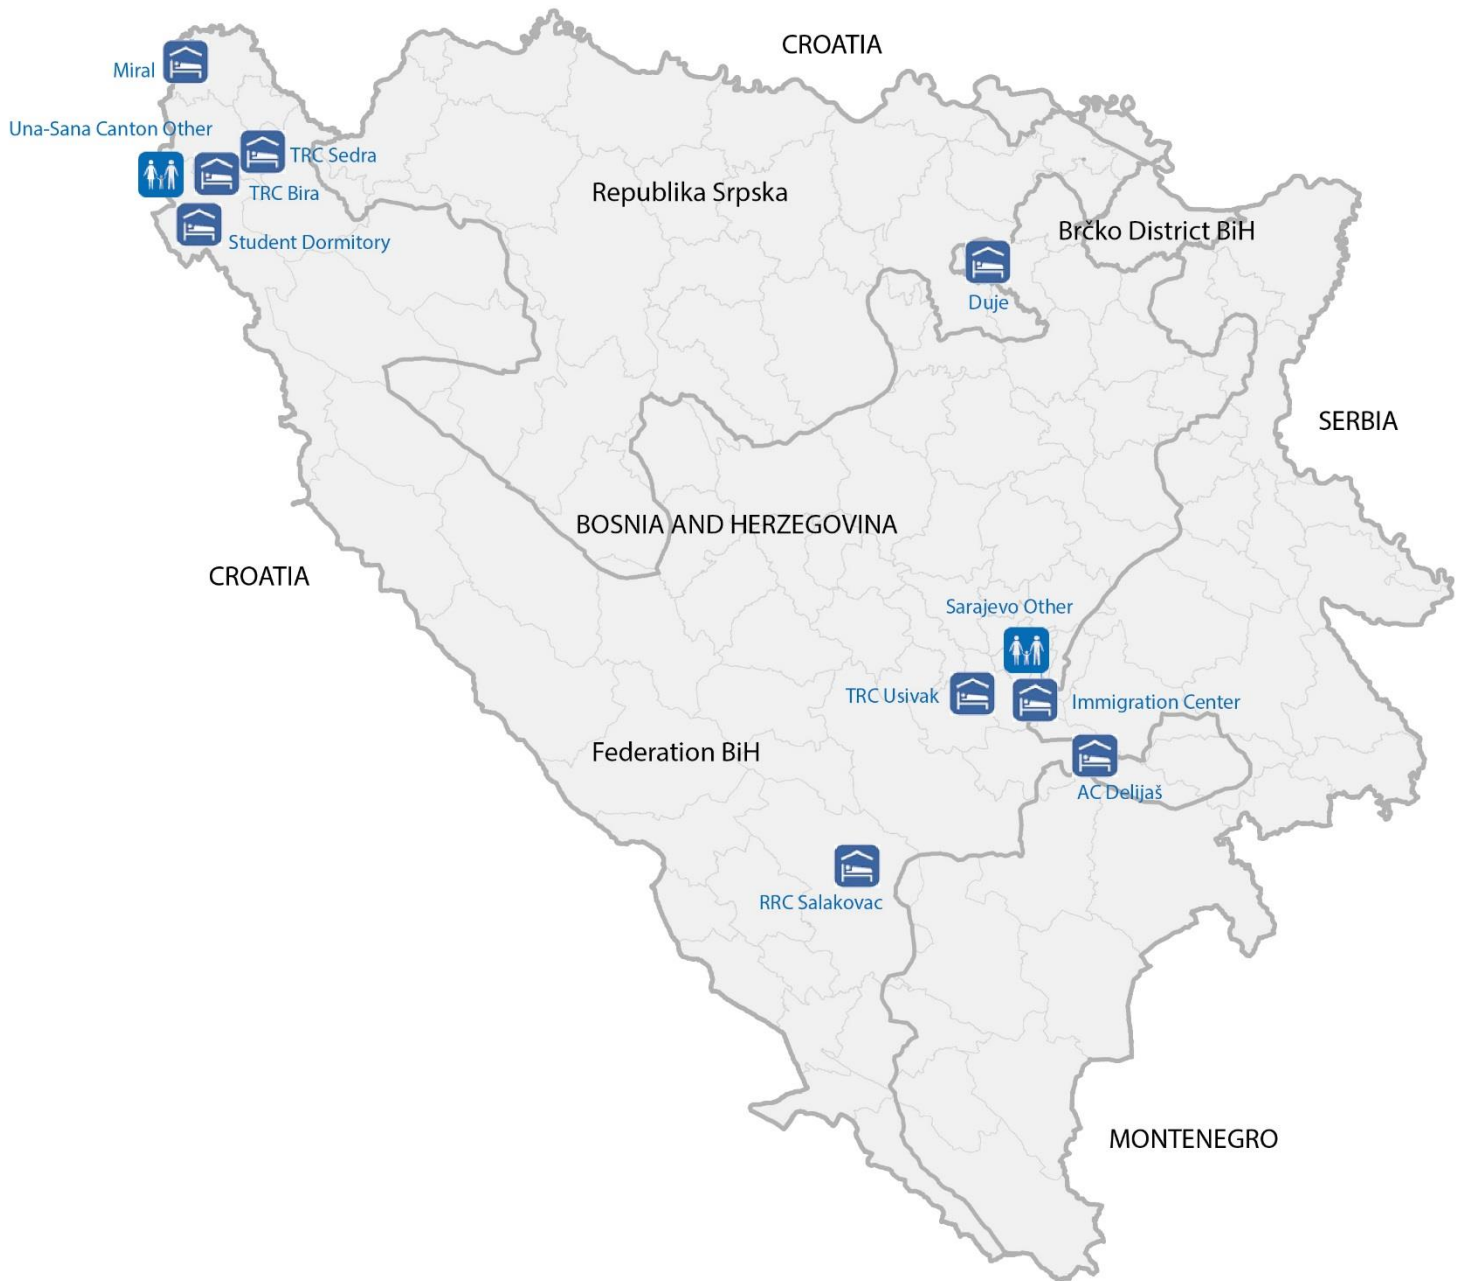 CROATIA
Miral
Una-Sana Canton Other
TRC Sedra
TRC Bira
Republika Srpska
Brčko District BiH
Student Dormitory
Duje
SERBIA
BOSNIA AND HERZEGOVINA
CROATIA
Sarajevo Other
TRC Usivak
Immigration Center
Federation BiH
AC Delijaš
RRC Salakovac
MONTENEGRO